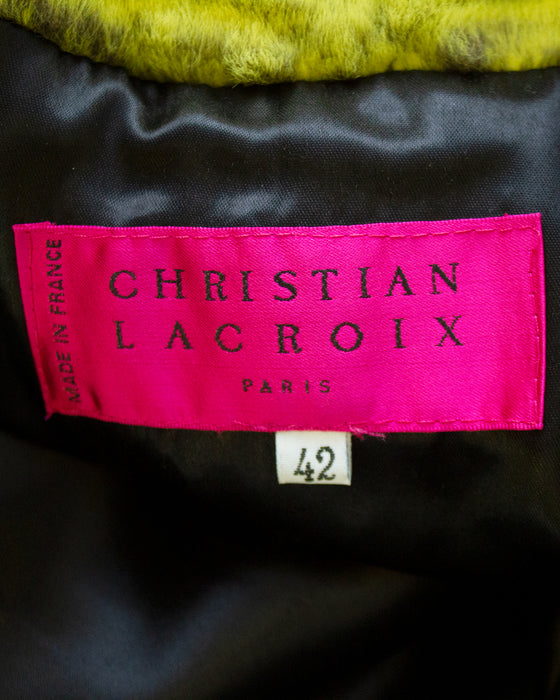 MADE IN FRANCE
CHRISTIAN
LACROIX
PARIS
42